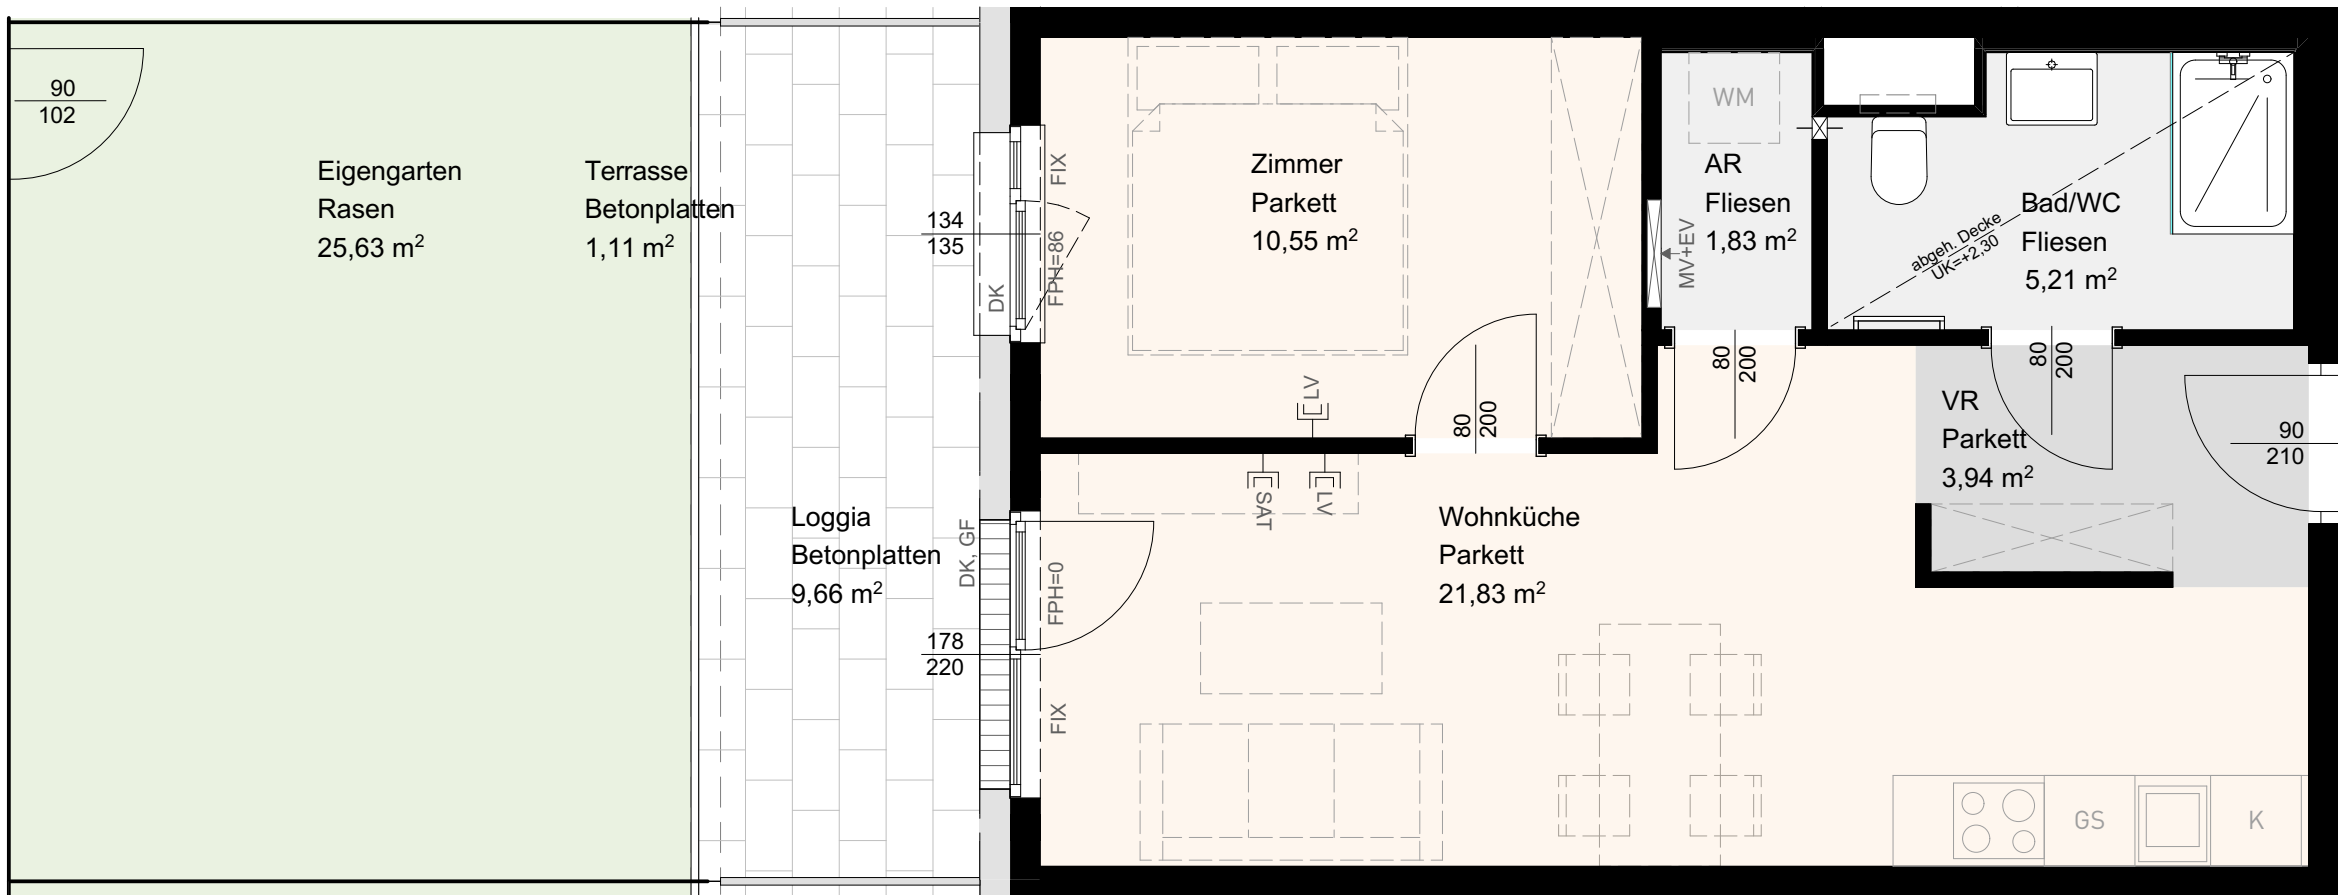 90
102
Eigengarten
Rasen
25,63 m²
Terrasse
Betonplatten
1,11 m²
134
135
DK
FIX
FPH=86
Zimmer
Parkett
10,55 m²
LV
80
200
WM
AR
Fliesen
1,83 m²
MV+EV
abgeh. Decke
UK=+2,30
Bad/WC
Fliesen
5,21 m²
80
200
80
200
VR
Parkett
3,94 m²
90
210
Loggia
Betonplatten
9,66 m²
DK, GF
178
220
FPH=0
FIX
SAT
LV
Wohnküche
Parkett
21,83 m²
GS
K